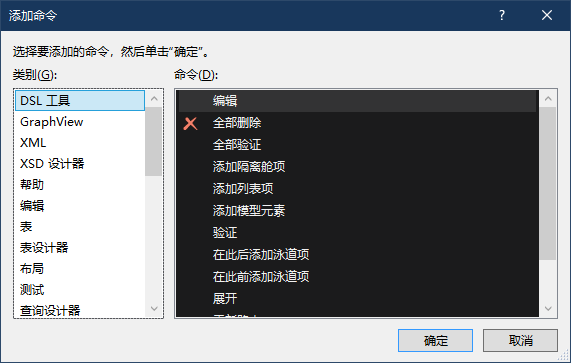 添加命令
选择要添加的命令，然后单击“确定”。
类别(G):
命令(D):
DSL 工具
GraphView
XML
XSD 设计器
帮助
编辑
表
表设计器
布局
测试
查询设计器
编辑
全部删除
全部验证
添加隔离舱项
添加列表项
添加模型元素
验证
在此后添加泳道项
在此前添加泳道项
展开
确定
取消